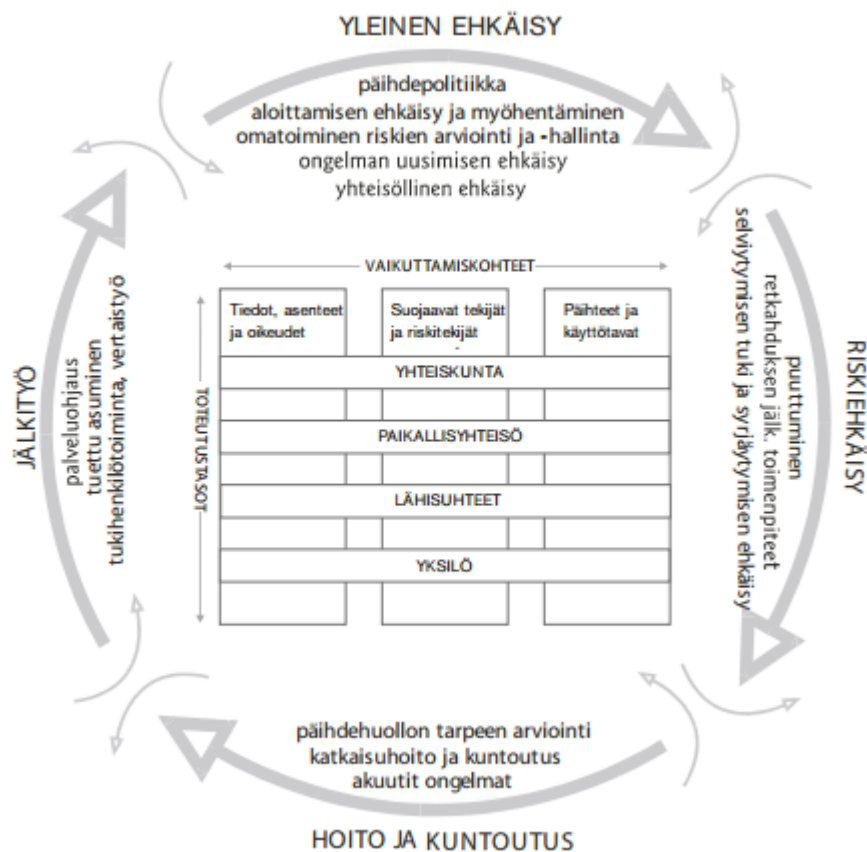 YLEINEN EHKÄISY
päihdepolitiikka
aloittamisen ehkäisy ja myöhentäminen
omatoiminen riskien arviointi ja -hallinta
ongelman uusimisen ehkäisy
yhteisöllinen ehkäisy
VAIKUTTAMISKOHTEET
Tiedot, asenteet
ja oikeudet
Suojaavat tekijät
ja riskitekijät
Päihteet ja
käyttötavat
TOTEUTUSTASOT
YHTEISKUNTA
PAIKALLISYHTEISÖ
LÄHISUHTEET
YKSILÖ
RISKIEHKÄISY
puuttuminen
retkahduksen jälk. toimenpiteet
selviytymisen tuki ja syrjäytymisen ehkäisy
päihdehuollon tarpeen arviointi
katkaisuhoito ja kuntoutus
akuutit ongelmat
HOITO JA KUNTOUTUS
JÄLKITYÖ
palveluohjaus
tuettu asuminen
tukihenkilötoiminta, vertaistyö